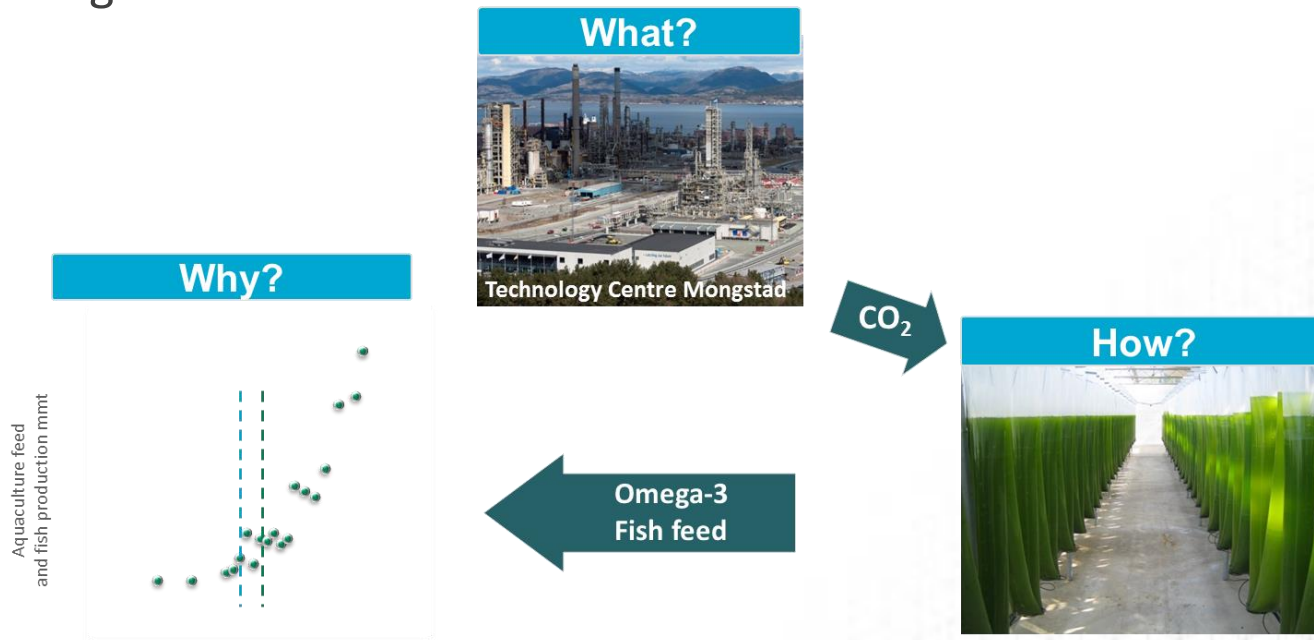 What?
Technology Centre Mongstad
Why?
CO₂
How?
Aquaculture feed
and fish production mmt
Omega-3
Fish feed